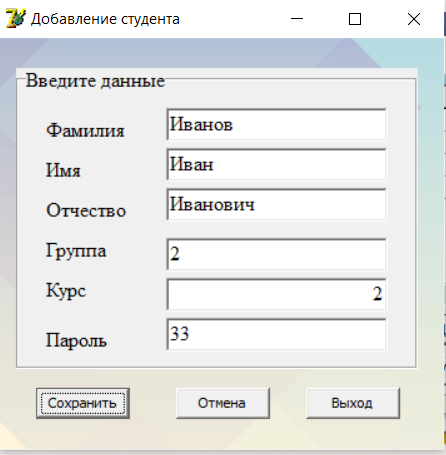 Добавление студента
Введите данные
Фамилия Иванов
Имя Иван
Отчество Иванович
Группа 2
Курс 2
Пароль 33
Сохранить Отмена Выход